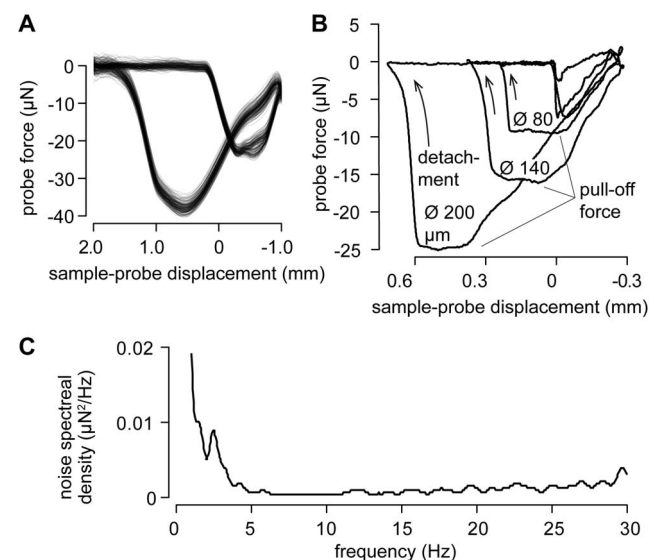 A
probe force (µN)
0
-10
-20
-30
-40
2.0 1.0 0 -1.0
sample-probe displacement (mm)
B
probe force (µN)
5
0
-5
-10
-15
-20
-25
detach-
ment
Ø 80
Ø 140
Ø 200
µm
pull-off
force
0.6 0.3 0 -0.3
sample-probe displacement (mm)
C
noise spectreal
density (µN²/Hz)
0.02
0.01
0
0 5 10 15 20 25 30
frequency (Hz)